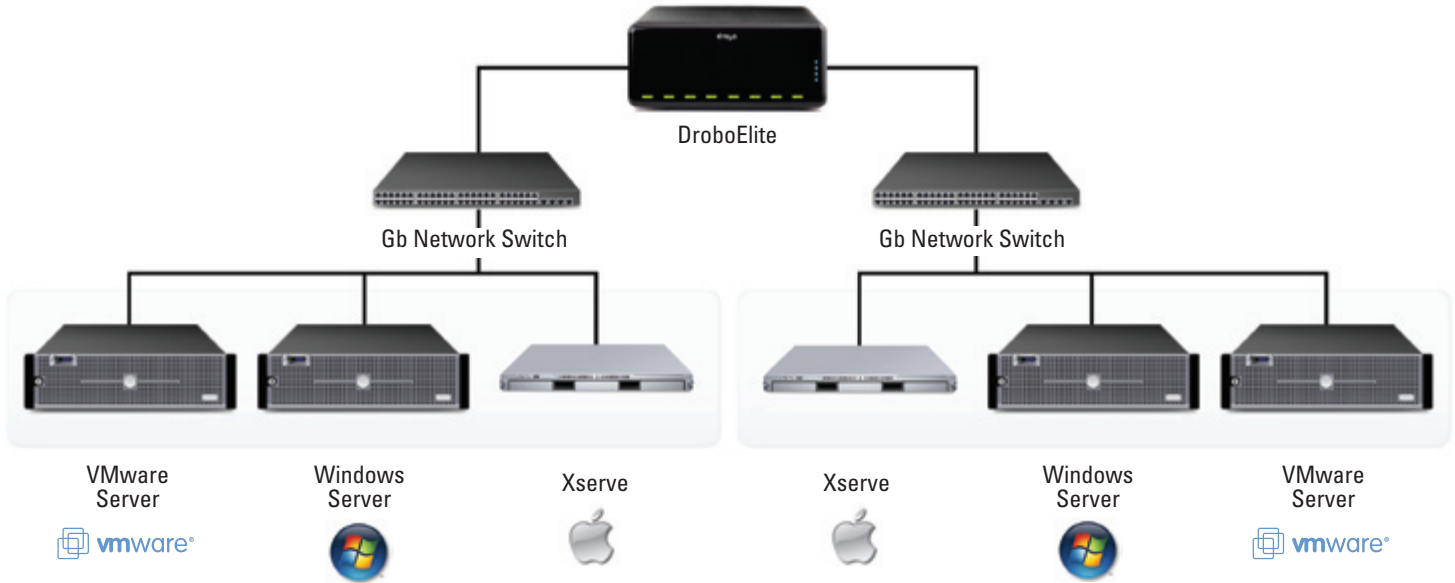 drobo
DroboElite
Gb Network Switch
Gb Network Switch
VMware
Server
Windows
Server
Xserve
Xserve
Windows
Server
VMware
Server
vmware®
vmware®